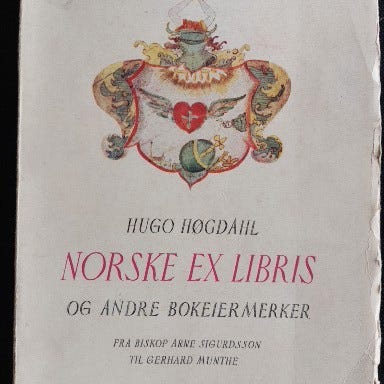 HUGO HØGDAHL
NORSKE EX LIBRIS
OG ANDRE BOKEIERMERKER
FRA BISKOP ARNE SIGURDSSON
TIL GERHARD MUNTHE